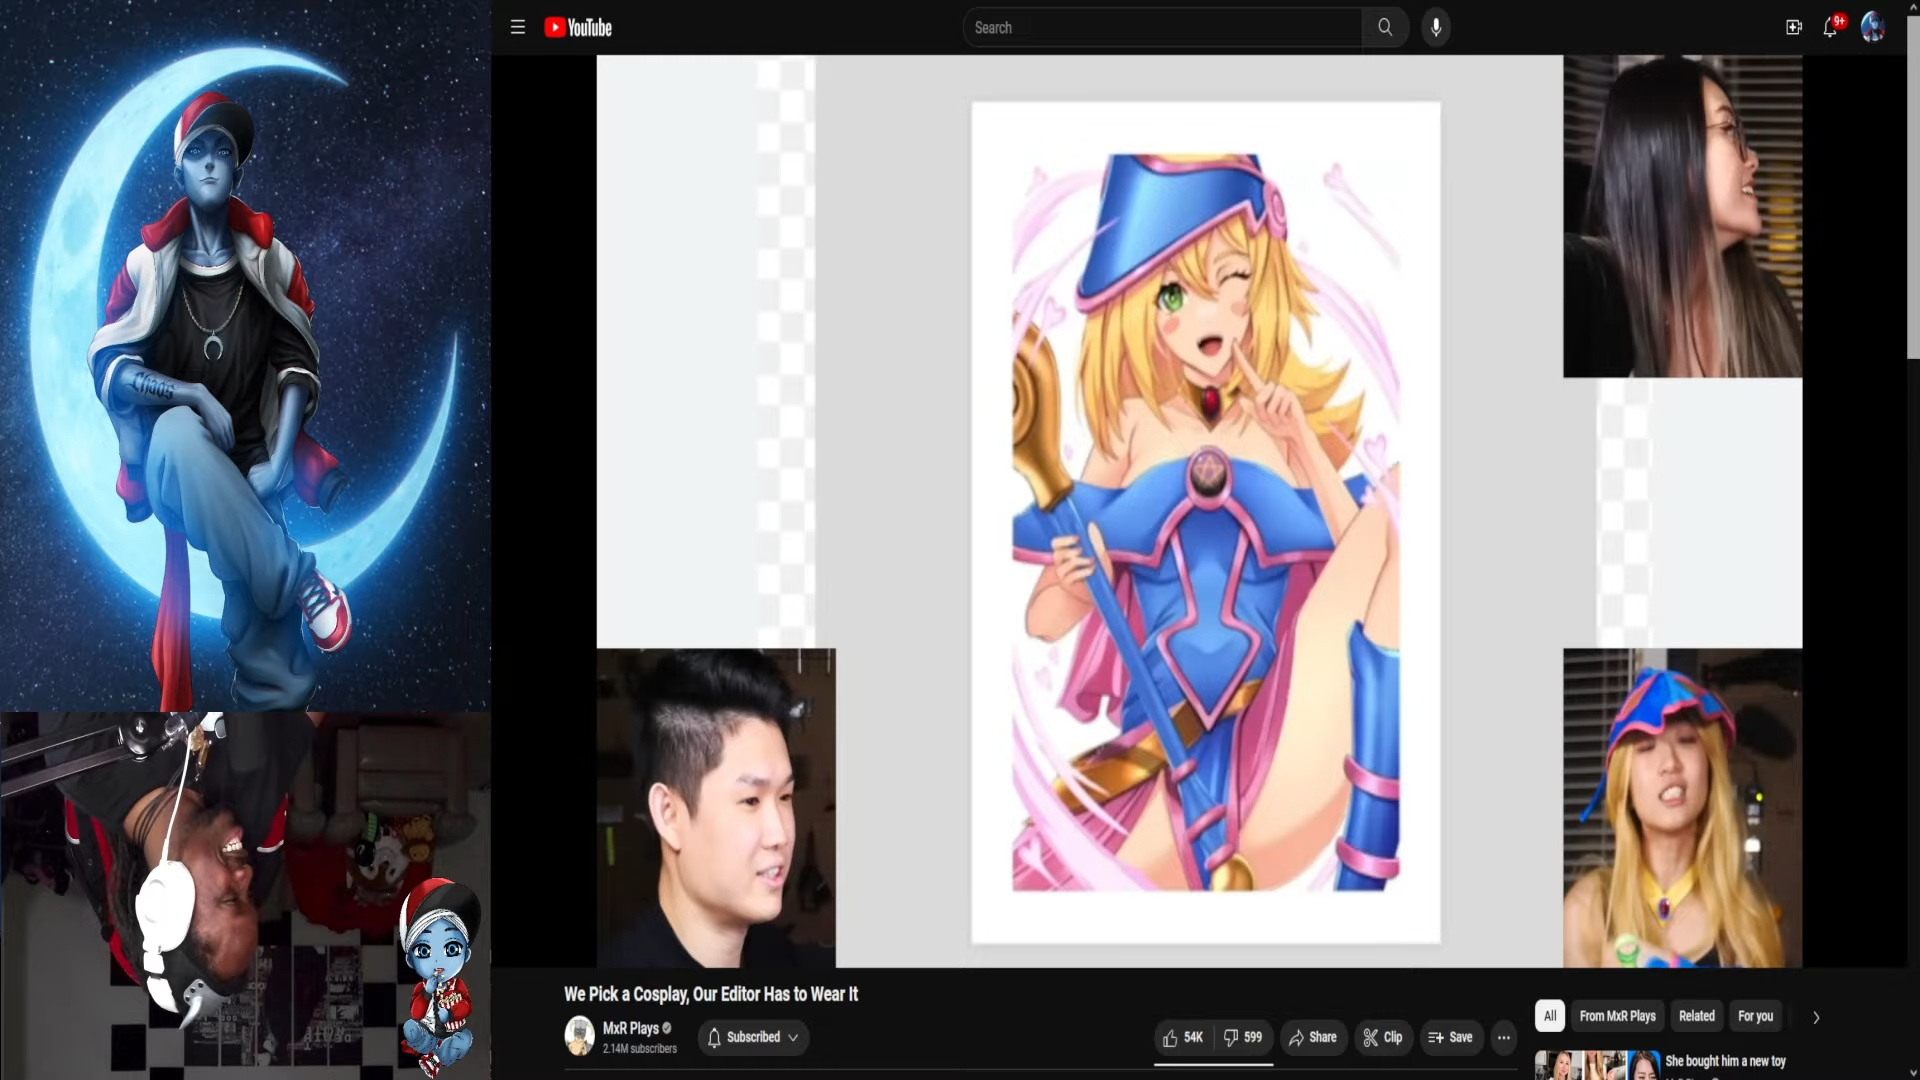 YouTube
Search
9+
Chaos
We Pick a Cosplay, Our Editor Has to Wear It
MxR Plays
2.14M subscribers
Subscribed
54K
599
Share
Clip
Save
All
From MxR Plays
Related
For you
She bought him a new toy